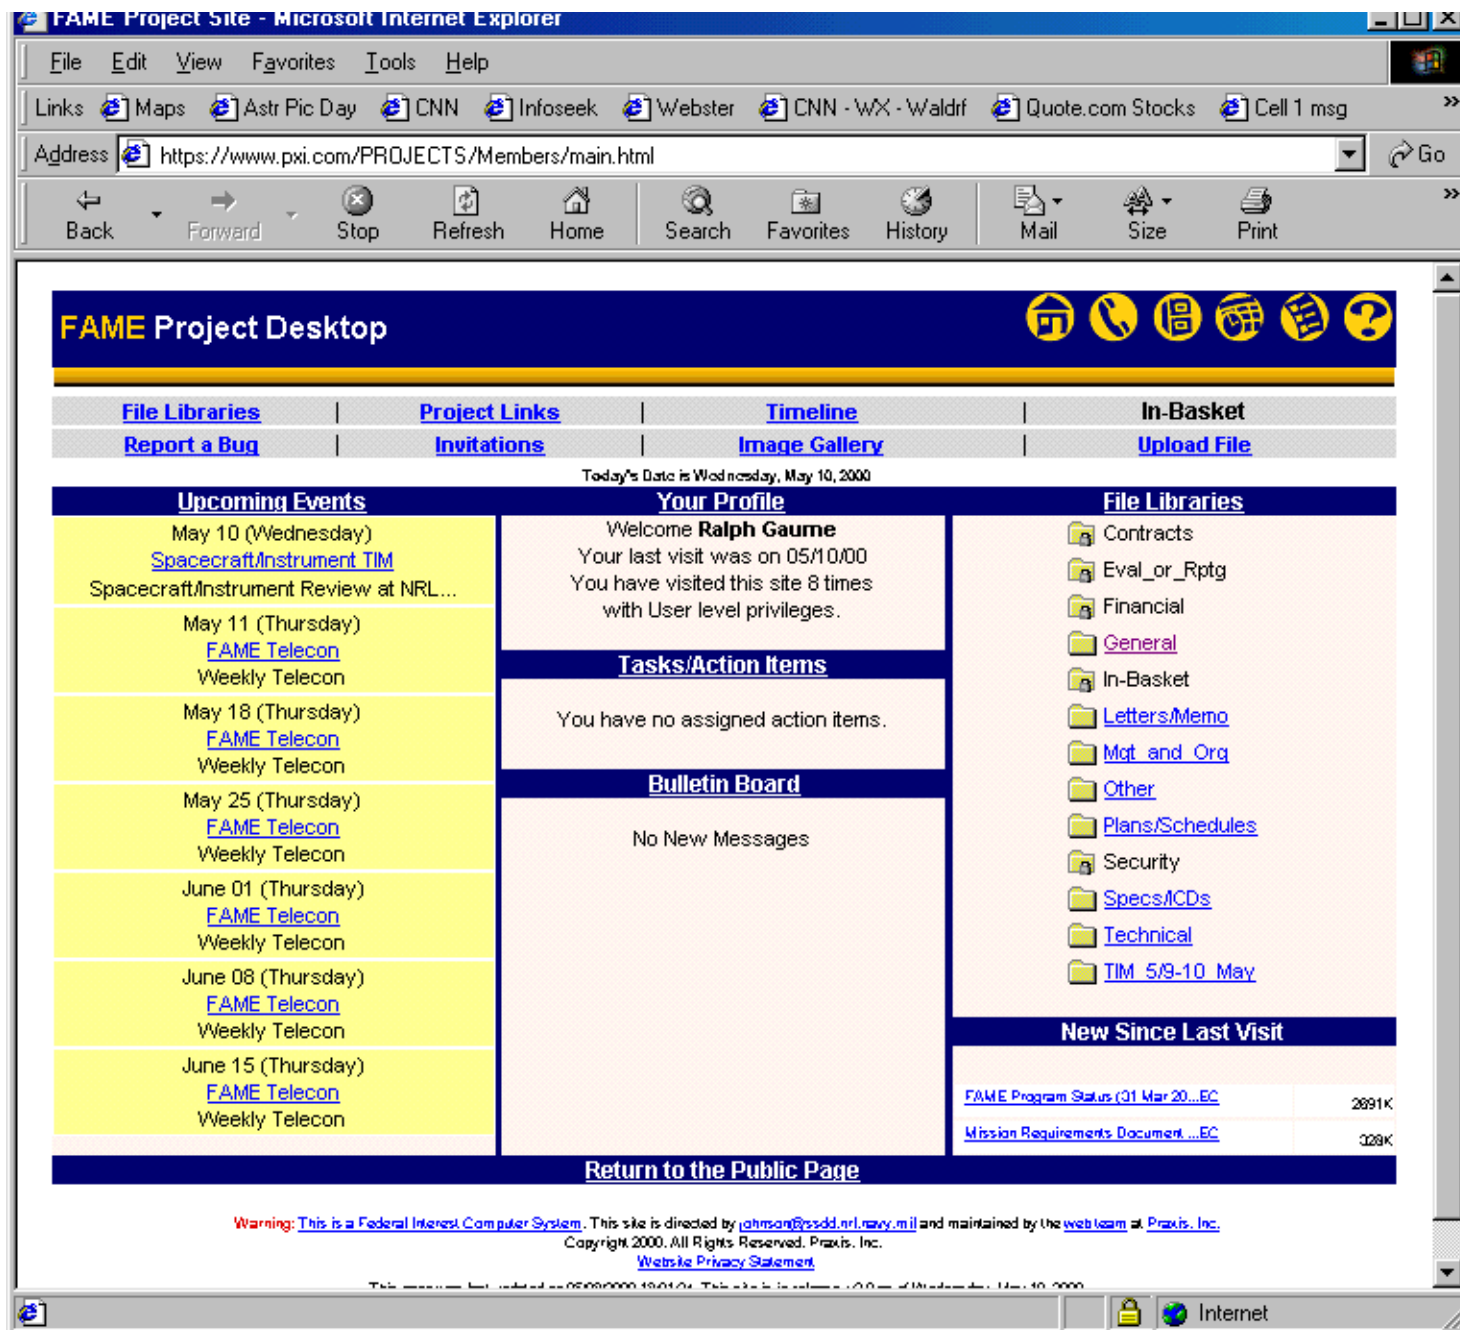 FAME Project Site - Microsoft Internet Explorer
File Edit View Favorites Tools Help
Links Maps Astr Pic Day CNN Infoseek Webster CNN - WX - Waldrf Quote.com Stocks Cell 1 msg »
Address https://www.pxi.com/PROJECTS/Members/main.html Go
Back Forward Stop Refresh Home Search Favorites History Mail Size Print »
FAME Project Desktop
File Libraries | Project Links | Timeline | In-Basket
Report a Bug | Invitations | Image Gallery | Upload File
Today's Date is Wednesday, May 10, 2000
Upcoming Events
May 10 (Wednesday)
Spacecraft/Instrument TIM
Spacecraft/Instrument Review at NRL...
May 11 (Thursday)
FAME Telecon
Weekly Telecon
May 18 (Thursday)
FAME Telecon
Weekly Telecon
May 25 (Thursday)
FAME Telecon
Weekly Telecon
June 01 (Thursday)
FAME Telecon
Weekly Telecon
June 08 (Thursday)
FAME Telecon
Weekly Telecon
June 15 (Thursday)
FAME Telecon
Weekly Telecon
Your Profile
Welcome Ralph Gaume
Your last visit was on 05/10/00
You have visited this site 8 times
with User level privileges.
Tasks/Action Items
You have no assigned action items.
Bulletin Board
No New Messages
File Libraries
Contracts
Eval_or_Rptg
Financial
General
In-Basket
Letters/Memo
Mgt_and_Org
Other
Plans/Schedules
Security
Specs/ICDs
Technical
TIM_5/9-10_May
New Since Last Visit
FAME Program Status (01 Mar 20...EC 2691K
Mission Requirements Document ...EC 328K
Return to the Public Page
Warning: This is a Federal Interest Computer System. This site is directed by johnson@ssdd.nrl.navy.mil and maintained by the web team at Praxis, Inc.
Copyright 2000. All Rights Reserved. Praxis, Inc.
Website Privacy Statement
Internet